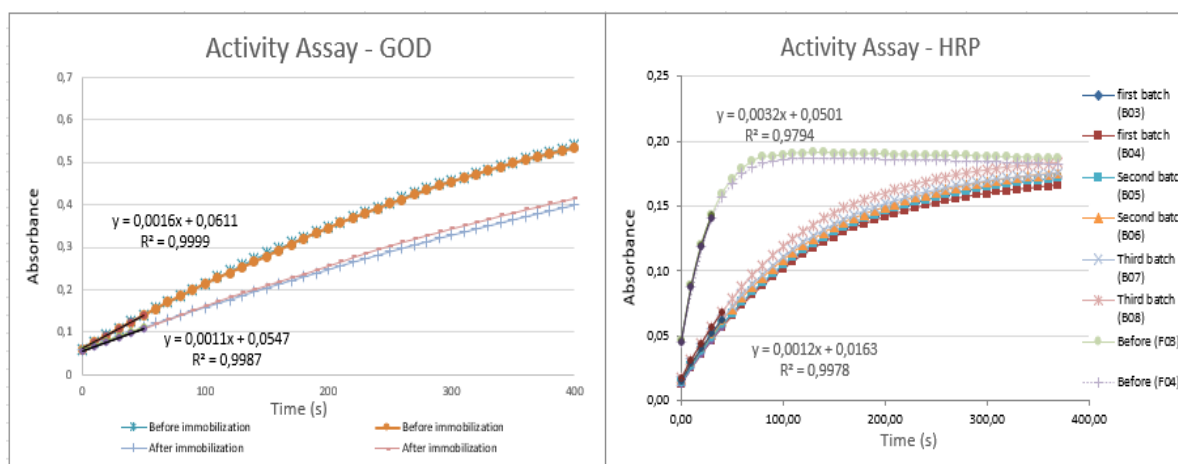 Activity Assay - GOD
0,7
0,6
0,5
0,4
0,3
0,2
0,1
0
Absorbance
y = 0,0016x + 0,0611
R² = 0,9999
y = 0,0011x + 0,0547
R² = 0,9987
0
100
200
300
400
Time (s)
Before immobilization
Before immobilization
After immobilization
After immobilization
Activity Assay - HRP
0,25
0,20
0,15
0,10
0,05
0,00
Absorbance
y = 0,0032x + 0,0501
R² = 0,9794
y = 0,0012x + 0,0163
R² = 0,9978
0,00
100,00
200,00
300,00
400,00
Time (s)
first batch
(B03)
first batch
(B04)
Second batch
(B05)
Second batch
(B06)
Third batch
(B07)
Third batch
(B08)
Before (F03)
Before (F04)